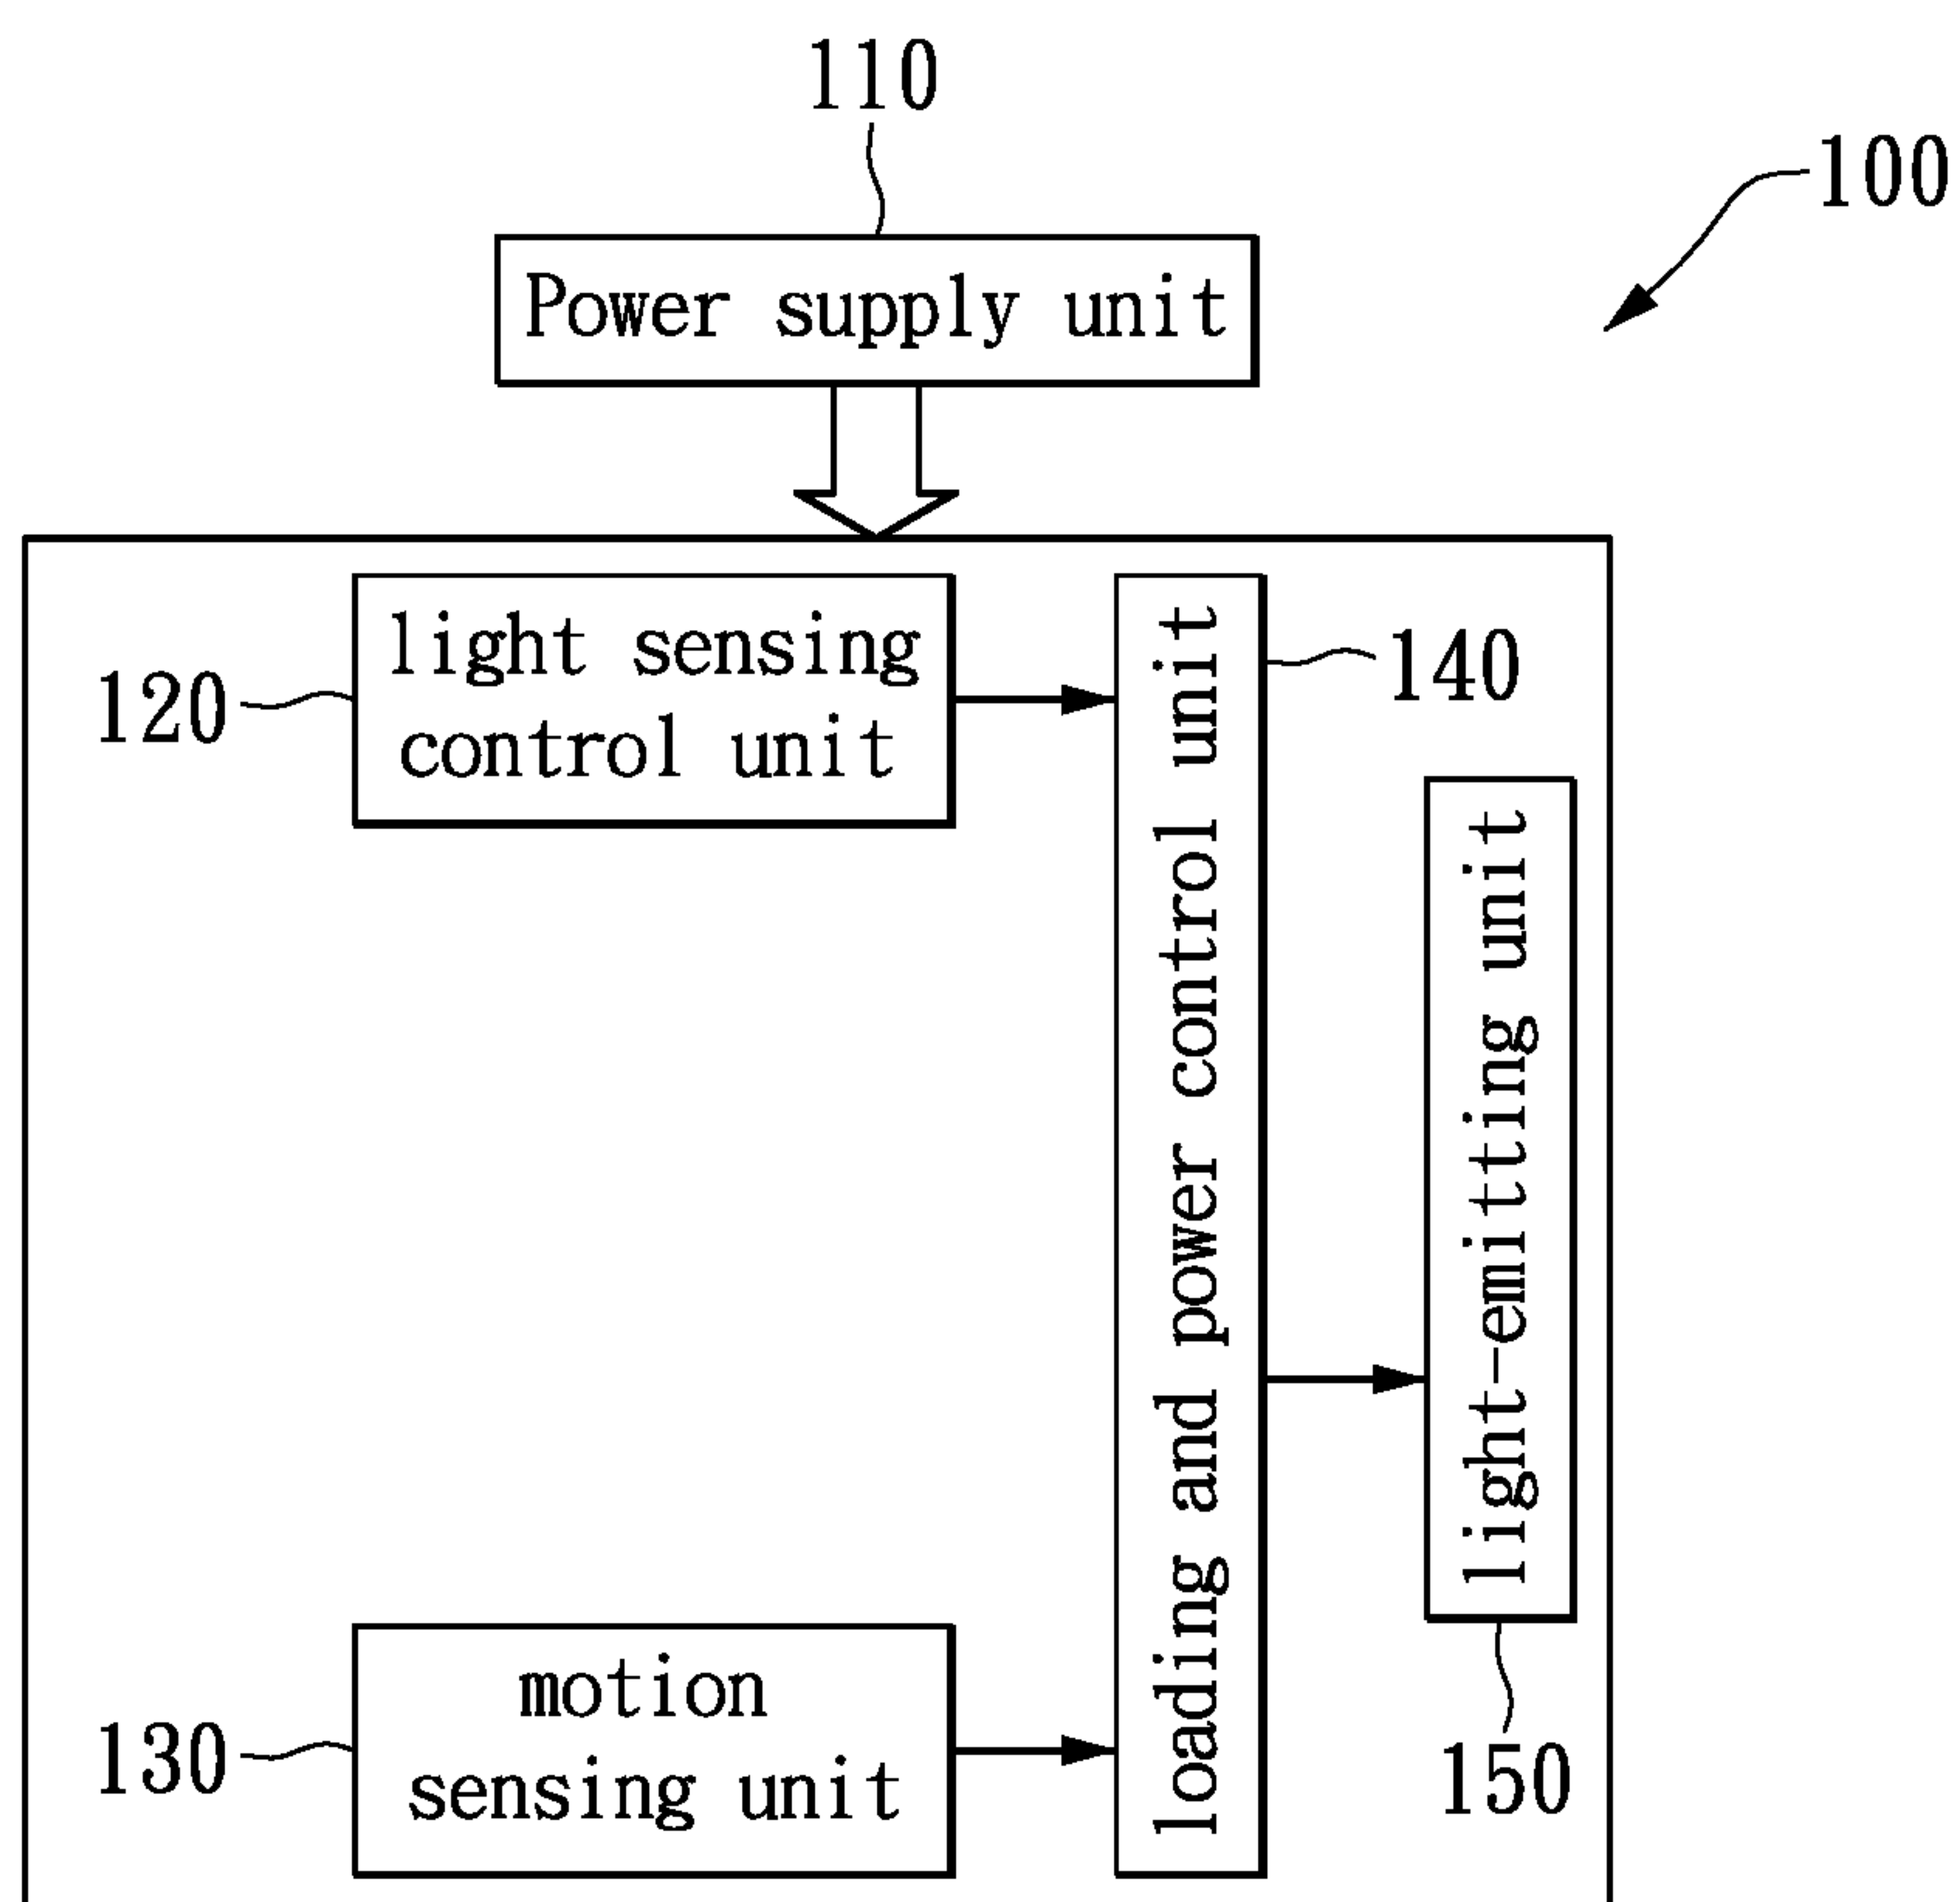 110
100
Power supply unit
light sensing
control unit
120
140
loading and power control unit
light-emitting unit
motion
sensing unit
130
150